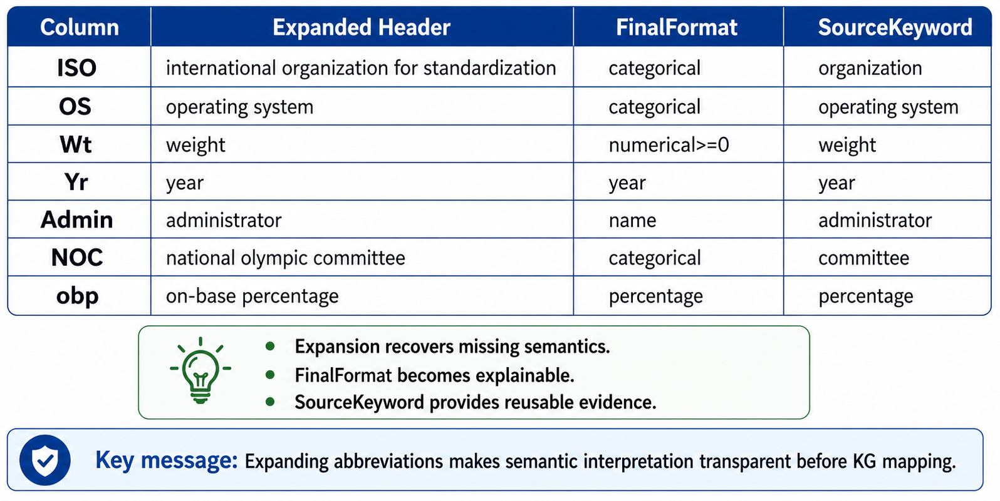 Column Expanded Header FinalFormat SourceKeyword
ISO international organization for standardization categorical organization
OS operating system categorical operating system
Wt weight numerical>=0 weight
Yr year year year
Admin administrator name administrator
NOC national olympic committee categorical committee
obp on-base percentage percentage percentage
• Expansion recovers missing semantics.
• FinalFormat becomes explainable.
• SourceKeyword provides reusable evidence.
Key message: Expanding abbreviations makes semantic interpretation transparent before KG mapping.